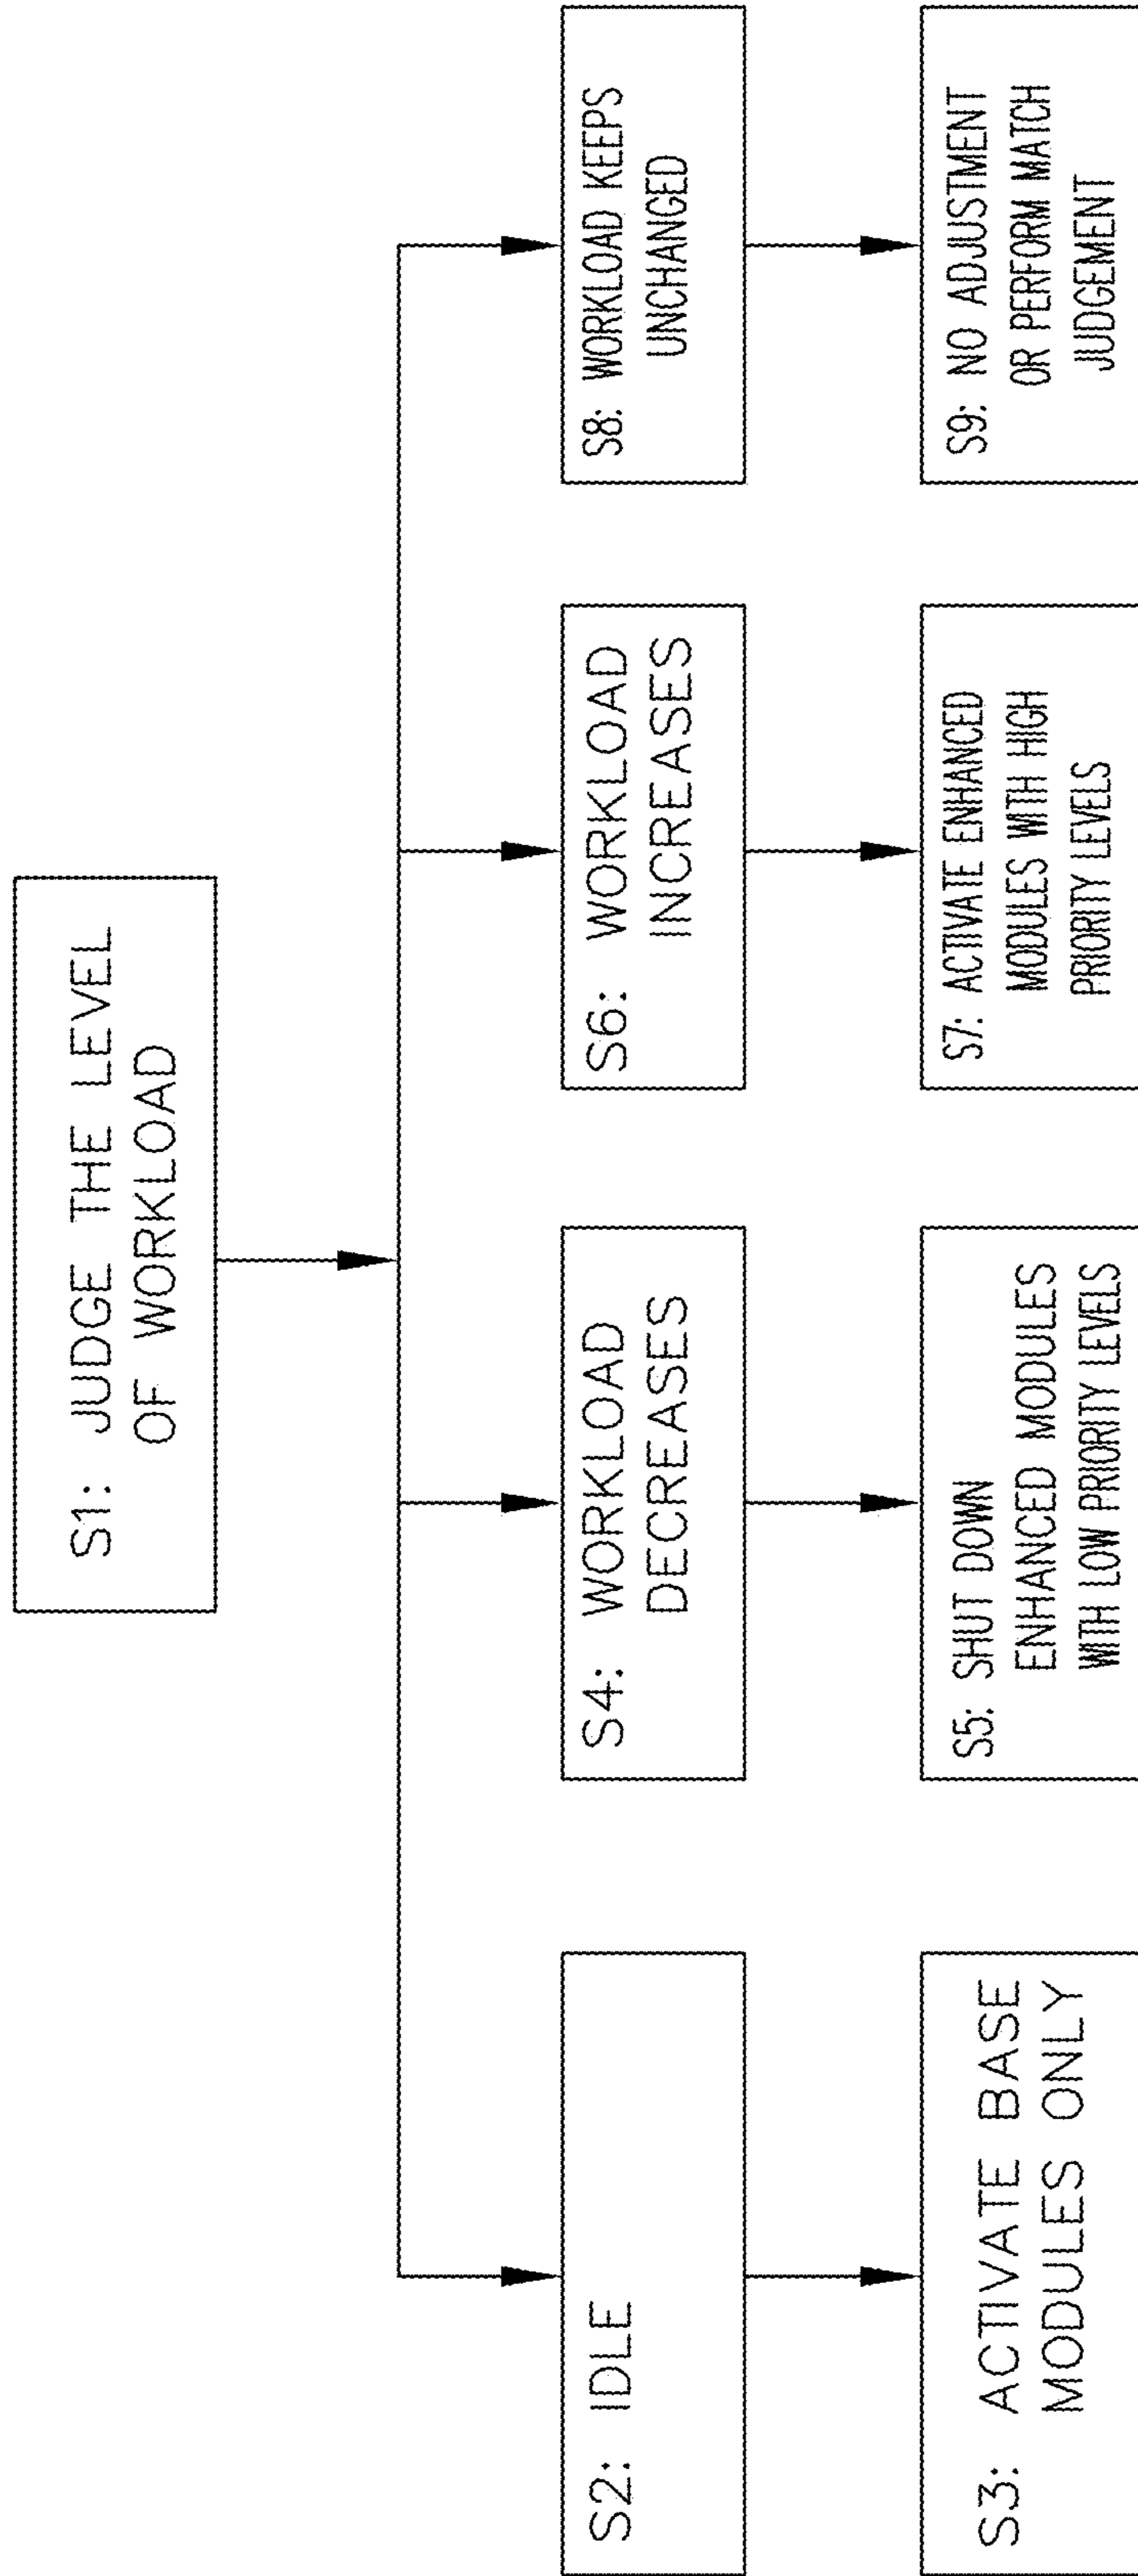 S1: JUDGE THE LEVEL
OF WORKLOAD
S2: IDLE
S3: ACTIVATE BASE
MODULES ONLY
S4: WORKLOAD
DECREASES
S5: SHUT DOWN
ENHANCED MODULES
WITH LOW PRIORITY LEVELS
S6: WORKLOAD
INCREASES
S7: ACTIVATE ENHANCED
MODULES WITH HIGH
PRIORITY LEVELS
S8: WORKLOAD KEEPS
UNCHANGED
S9: NO ADJUSTMENT
OR PERFORM MATCH
JUDGEMENT